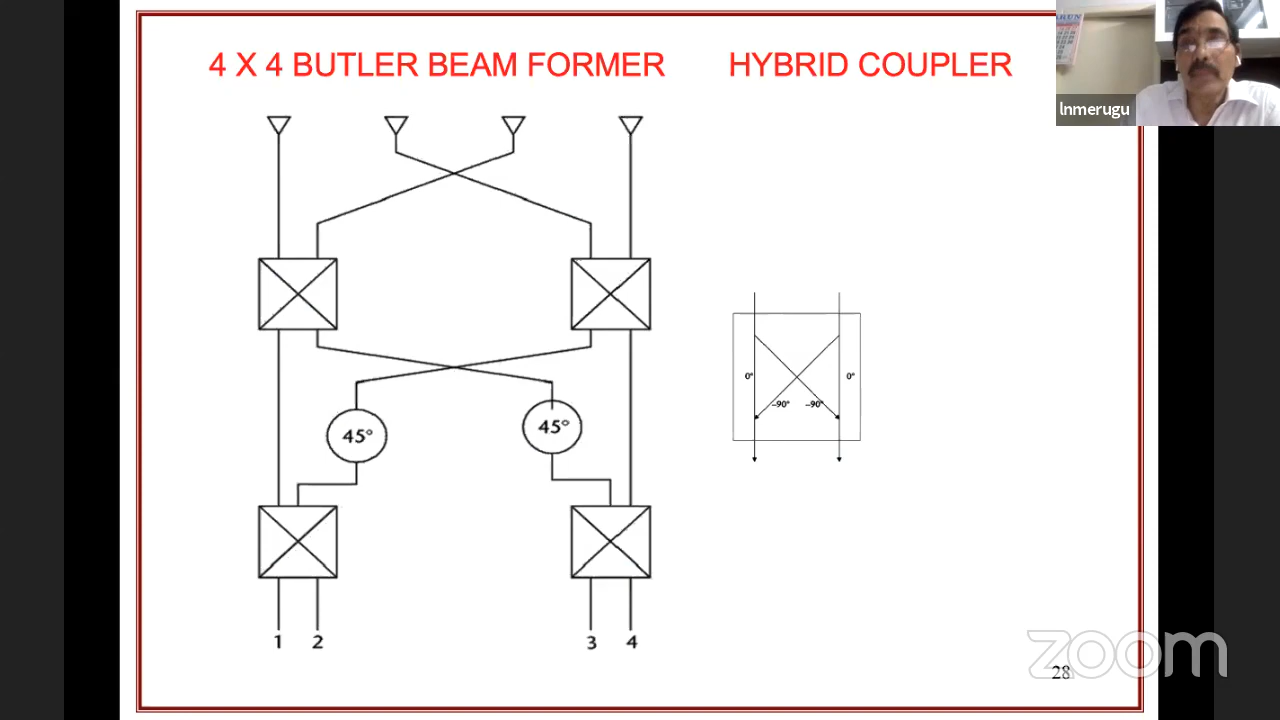 4 X 4 BUTLER BEAM FORMER
HYBRID COUPLER
lnmerugu
0°
0°
–90°
–90°
45°
45°
1
2
3
4
zoom
28